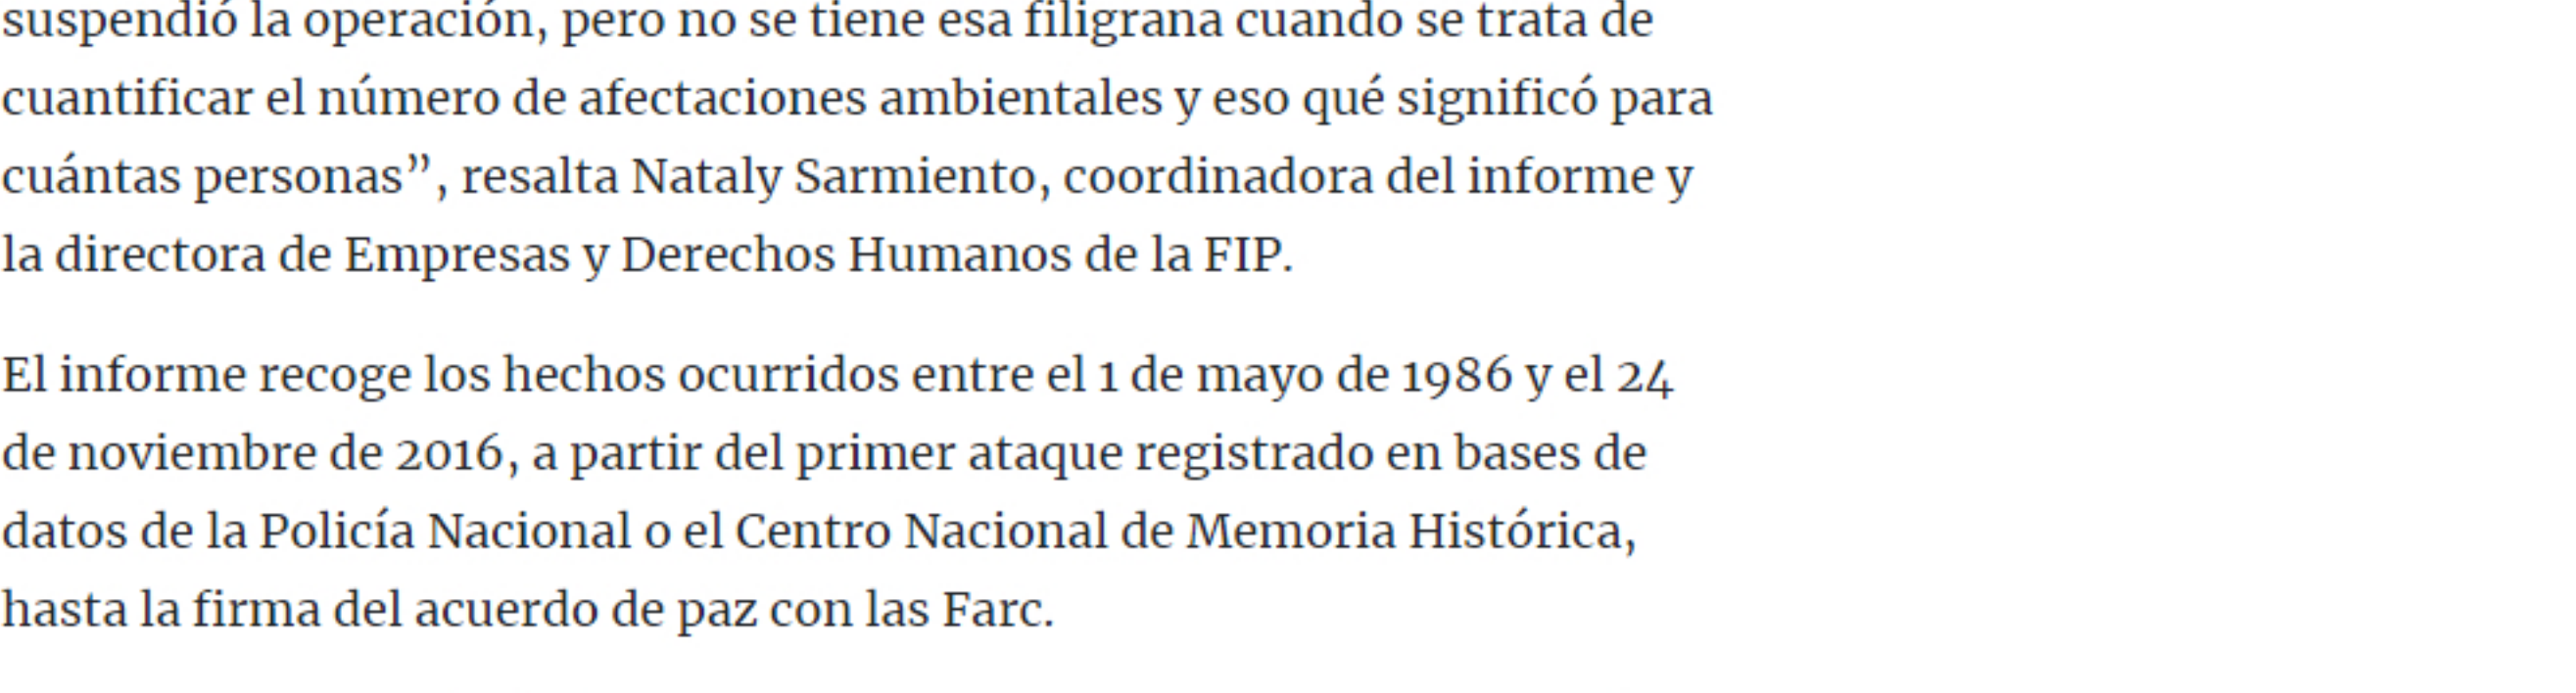 suspendió la operación, pero no se tiene esa filigrana cuando se trata de
cuantificar el número de afectaciones ambientales y eso qué significó para
cuántas personas”, resalta Nataly Sarmiento, coordinadora del informe y
la directora de Empresas y Derechos Humanos de la FIP.
El informe recoge los hechos ocurridos entre el 1 de mayo de 1986 y el 24
de noviembre de 2016, a partir del primer ataque registrado en bases de
datos de la Policía Nacional o el Centro Nacional de Memoria Histórica,
hasta la firma del acuerdo de paz con las Farc.